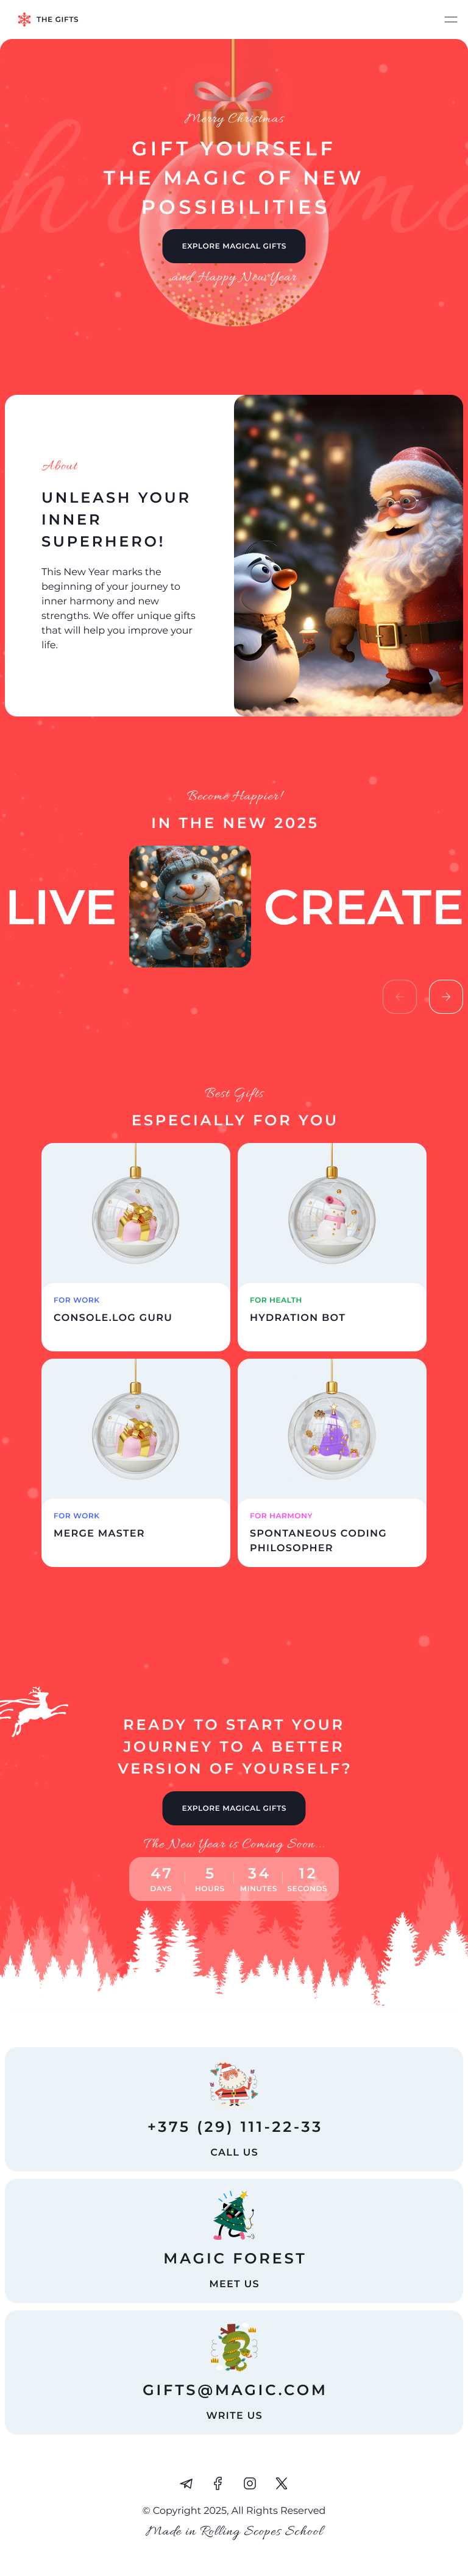 THE GIFTS
Merry Christmas
GIFT YOURSELF
THE MAGIC OF NEW
POSSIBILITIES
EXPLORE MAGICAL GIFTS
and Happy New Year
About
UNLEASH YOUR
INNER
SUPERHERO!
This New Year marks the
beginning of your journey to
inner harmony and new
strengths. We offer unique gifts
that will help you improve your
life.
Become Happier!
IN THE NEW 2025
LIVE
CREATE
Best Gifts
ESPECIALLY FOR YOU
FOR WORK
CONSOLE.LOG GURU
FOR HEALTH
HYDRATION BOT
FOR WORK
MERGE MASTER
FOR HARMONY
SPONTANEOUS CODING
PHILOSOPHER
READY TO START YOUR
JOURNEY TO A BETTER
VERSION OF YOURSELF?
EXPLORE MAGICAL GIFTS
The New Year is Coming Soon...
47 5 34 12
DAYS HOURS MINUTES SECONDS
+375 (29) 111-22-33
CALL US
MAGIC FOREST
MEET US
GIFTS@MAGIC.COM
WRITE US
© Copyright 2025, All Rights Reserved
Made in Rolling Scopes School